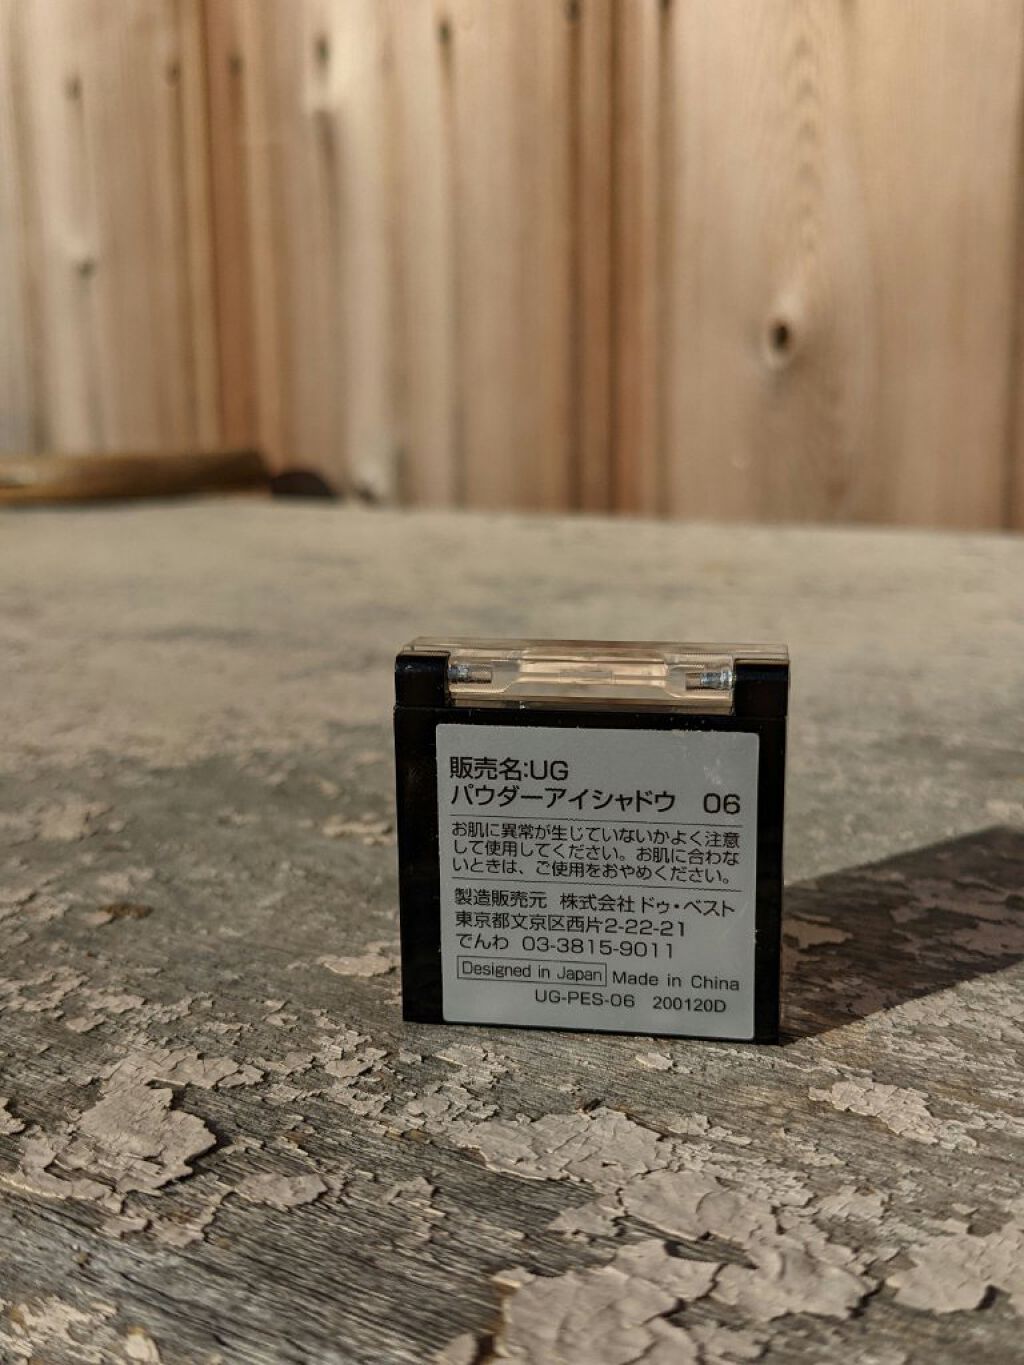 販売名:UG
パウダーアイシャドウ 06
お肌に異常が生じていないかよく注意
して使用してください。お肌に合わな
いときは、ご使用をおやめください。
製造販売元 株式会社 ドゥ・ベスト
東京都文京区西片2-22-21
でんわ 03-3815-9011
Designed in Japan Made in China
UG-PES-06 200120D